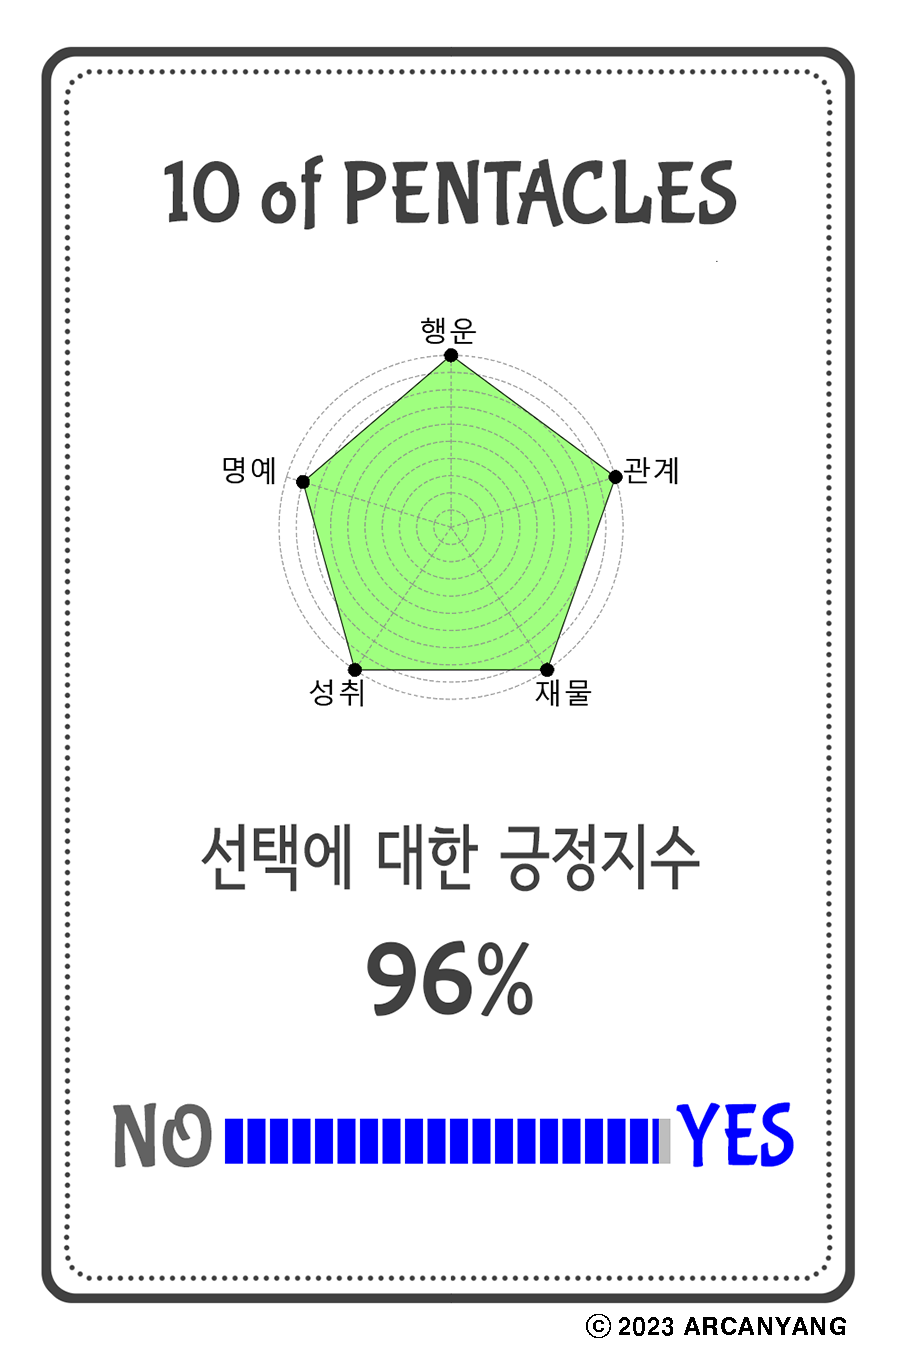 10 of PENTACLES
행운
명예
관계
성취
재물
선택에 대한 긍정지수
96%
NO YES
© 2023 ARCANYANG